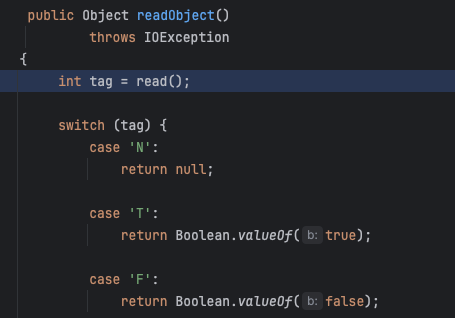 public Object readObject()
throws IOException
{
int tag = read();
switch (tag) {
case 'N':
return null;
case 'T':
return Boolean.valueOf( b: true);
case 'F':
return Boolean.valueOf( b: false);